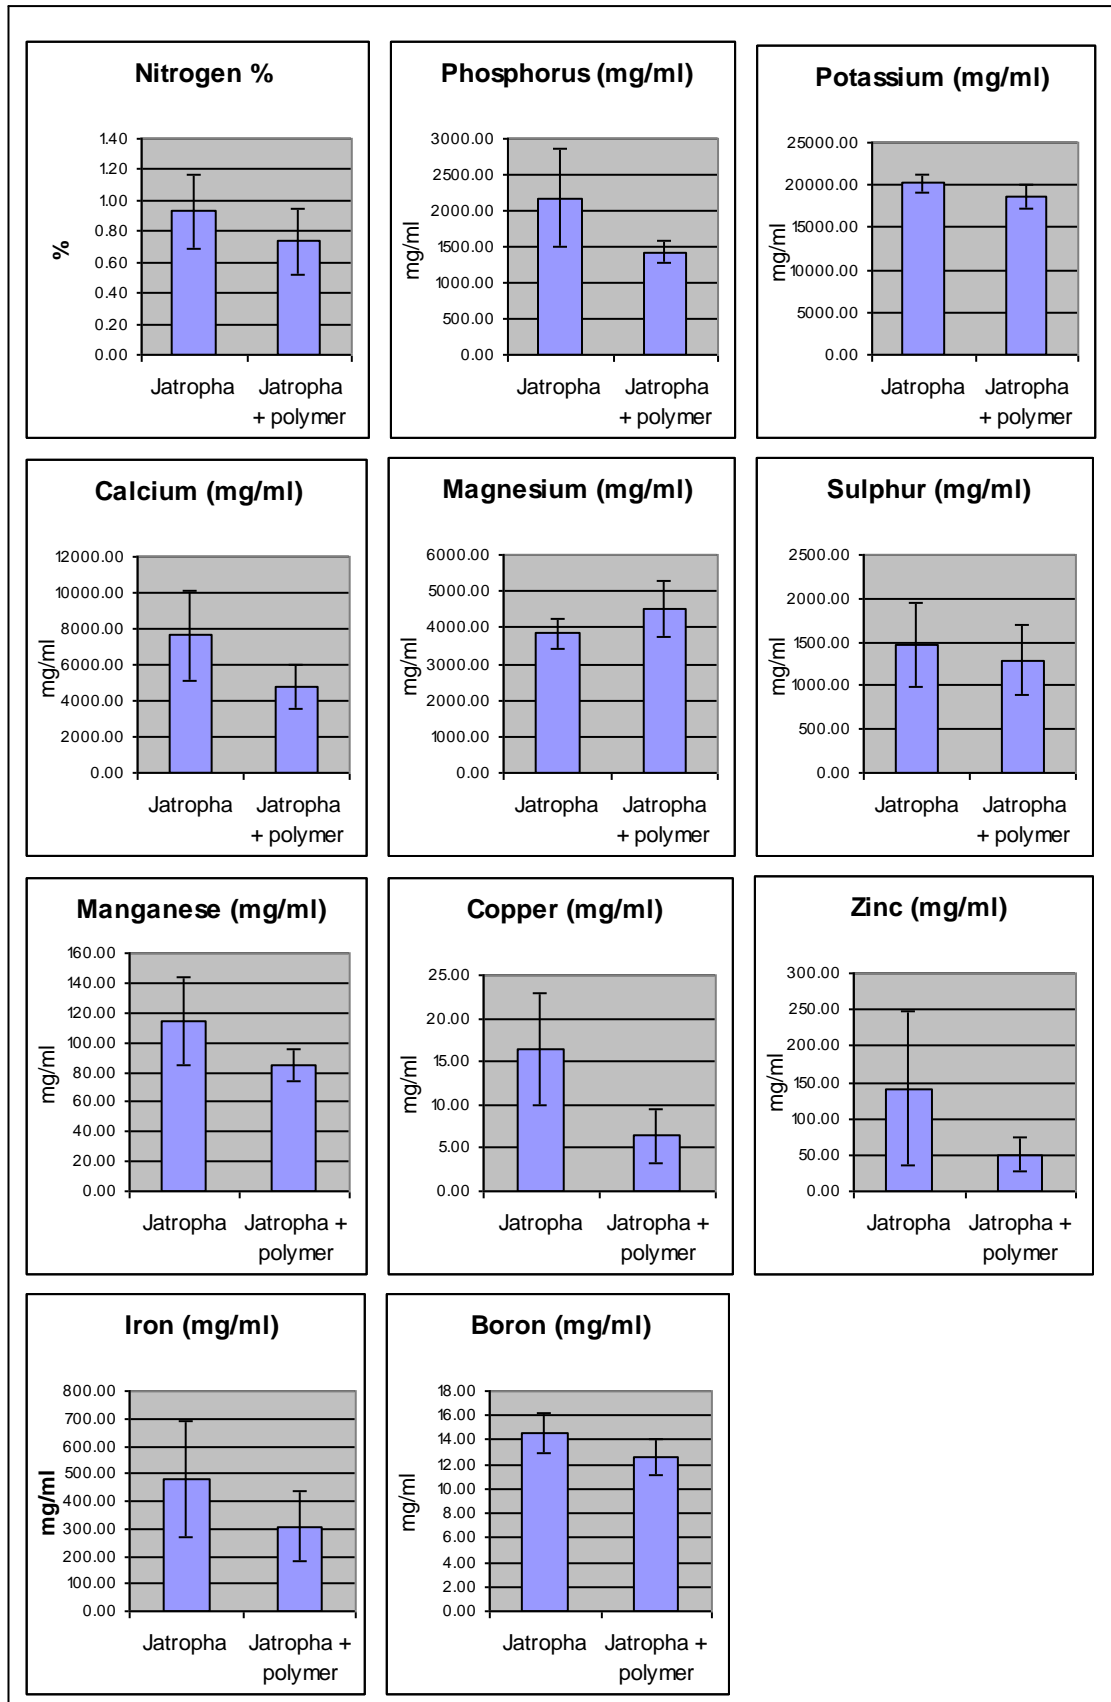 Nitrogen %
1.40
1.20
1.00
0.80
0.60
0.40
0.20
0.00
%
Jatropha
Jatropha
+ polymer
Phosphorus (mg/ml)
3000.00
2500.00
2000.00
1500.00
1000.00
500.00
0.00
mg/ml
Jatropha
Jatropha
+ polymer
Potassium (mg/ml)
25000.00
20000.00
15000.00
10000.00
5000.00
0.00
mg/ml
Jatropha
Jatropha
+ polymer
Calcium (mg/ml)
12000.00
10000.00
8000.00
6000.00
4000.00
2000.00
0.00
mg/ml
Jatropha
Jatropha
+ polymer
Magnesium (mg/ml)
6000.00
5000.00
4000.00
3000.00
2000.00
1000.00
0.00
mg/ml
Jatropha
Jatropha
+ polymer
Sulphur (mg/ml)
2500.00
2000.00
1500.00
1000.00
500.00
0.00
mg/ml
Jatropha
Jatropha
+ polymer
Manganese (mg/ml)
160.00
140.00
120.00
100.00
80.00
60.00
40.00
20.00
0.00
mg/ml
Jatropha
Jatropha +
polymer
Copper (mg/ml)
25.00
20.00
15.00
10.00
5.00
0.00
mg/ml
Jatropha
Jatropha +
polymer
Zinc (mg/ml)
300.00
250.00
200.00
150.00
100.00
50.00
0.00
mg/ml
Jatropha
Jatropha +
polymer
Iron (mg/ml)
800.00
700.00
600.00
500.00
400.00
300.00
200.00
100.00
0.00
mg/ml
Jatropha
Jatropha +
polymer
Boron (mg/ml)
18.00
16.00
14.00
12.00
10.00
8.00
6.00
4.00
2.00
0.00
mg/ml
Jatropha
Jatropha +
polymer